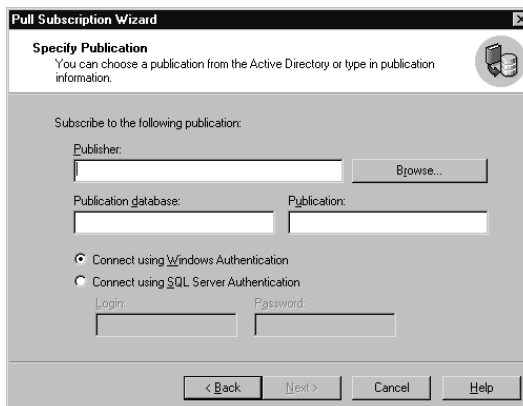 Pull Subscription Wizard
Specify Publication
You can choose a publication from the Active Directory or type in publication
information.
Subscribe to the following publication:
Publisher:
Browse...
Publication database:
Publication:
Connect using Windows Authentication
Connect using SQL Server Authentication
Login:
Password:
< Back
Next >
Cancel
Help